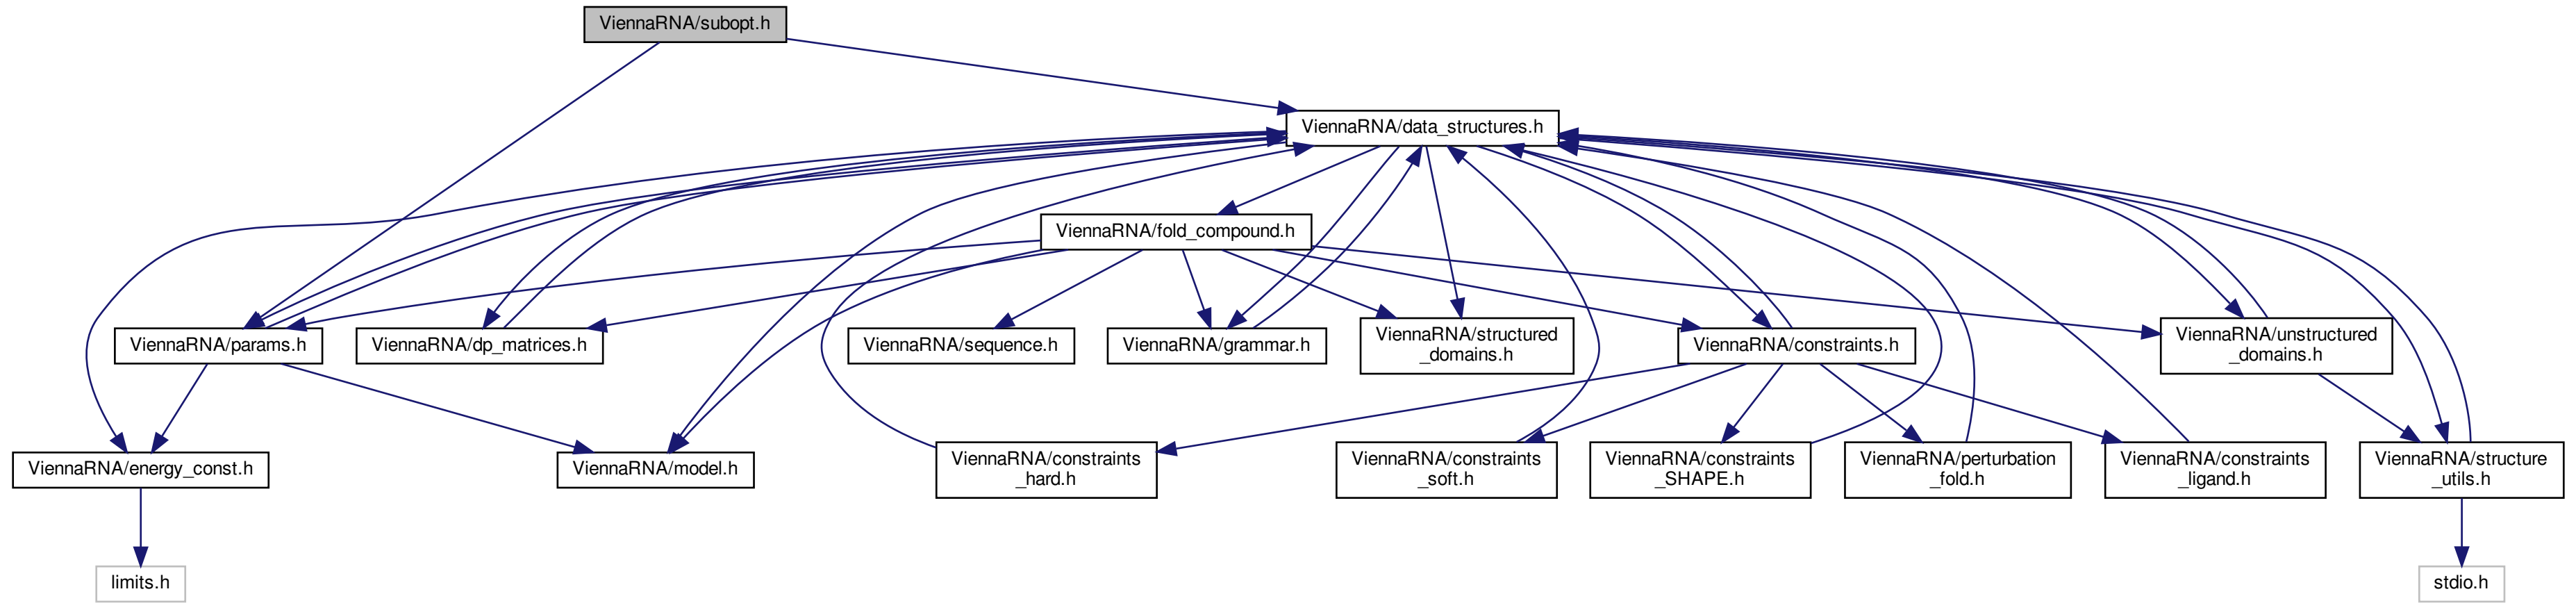 ViennaRNA/subopt.h
ViennaRNA/data_structures.h
ViennaRNA/fold_compound.h
ViennaRNA/params.h
ViennaRNA/dp_matrices.h
ViennaRNA/sequence.h
ViennaRNA/grammar.h
ViennaRNA/structured
_domains.h
ViennaRNA/constraints.h
ViennaRNA/unstructured
_domains.h
ViennaRNA/energy_const.h
ViennaRNA/model.h
ViennaRNA/constraints
_hard.h
ViennaRNA/constraints
_soft.h
ViennaRNA/constraints
_SHAPE.h
ViennaRNA/perturbation
_fold.h
ViennaRNA/constraints
_ligand.h
ViennaRNA/structure
_utils.h
limits.h
stdio.h